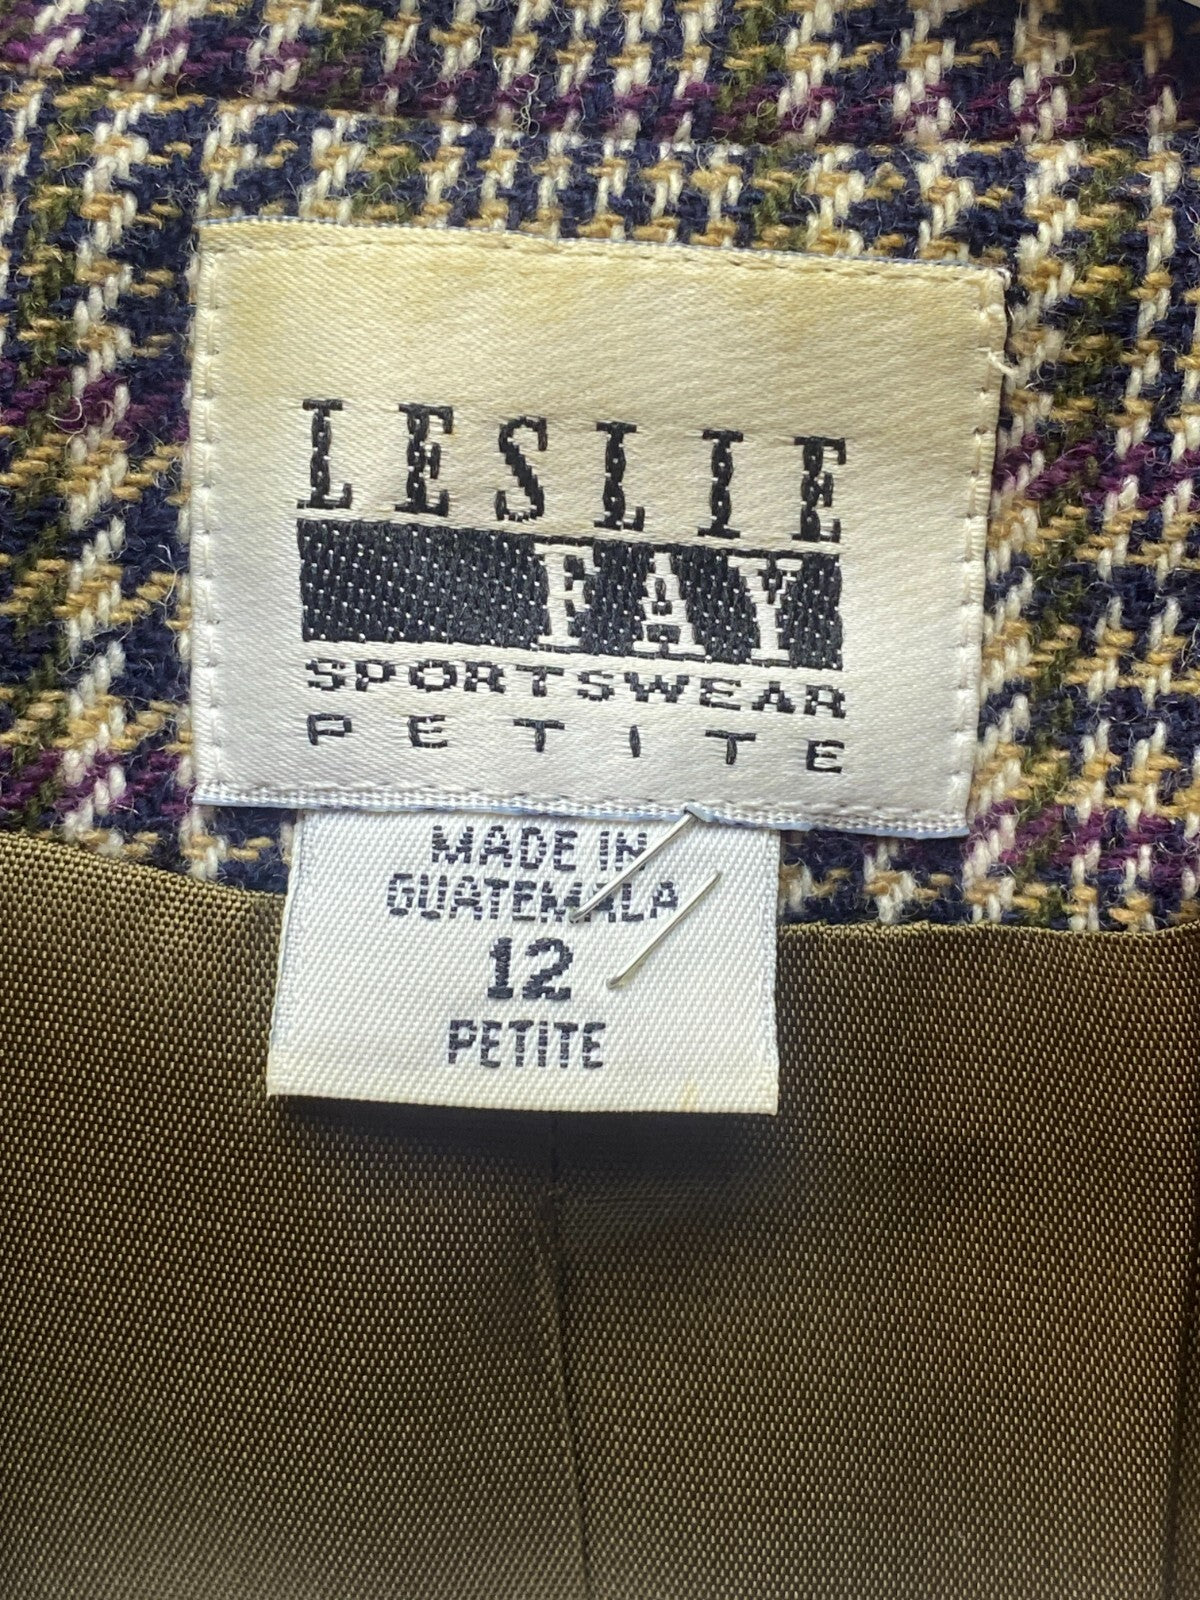 LESLIE
FAY
SPORTSWEAR
PETITE
MADE IN
GUATEMALA
12
PETITE